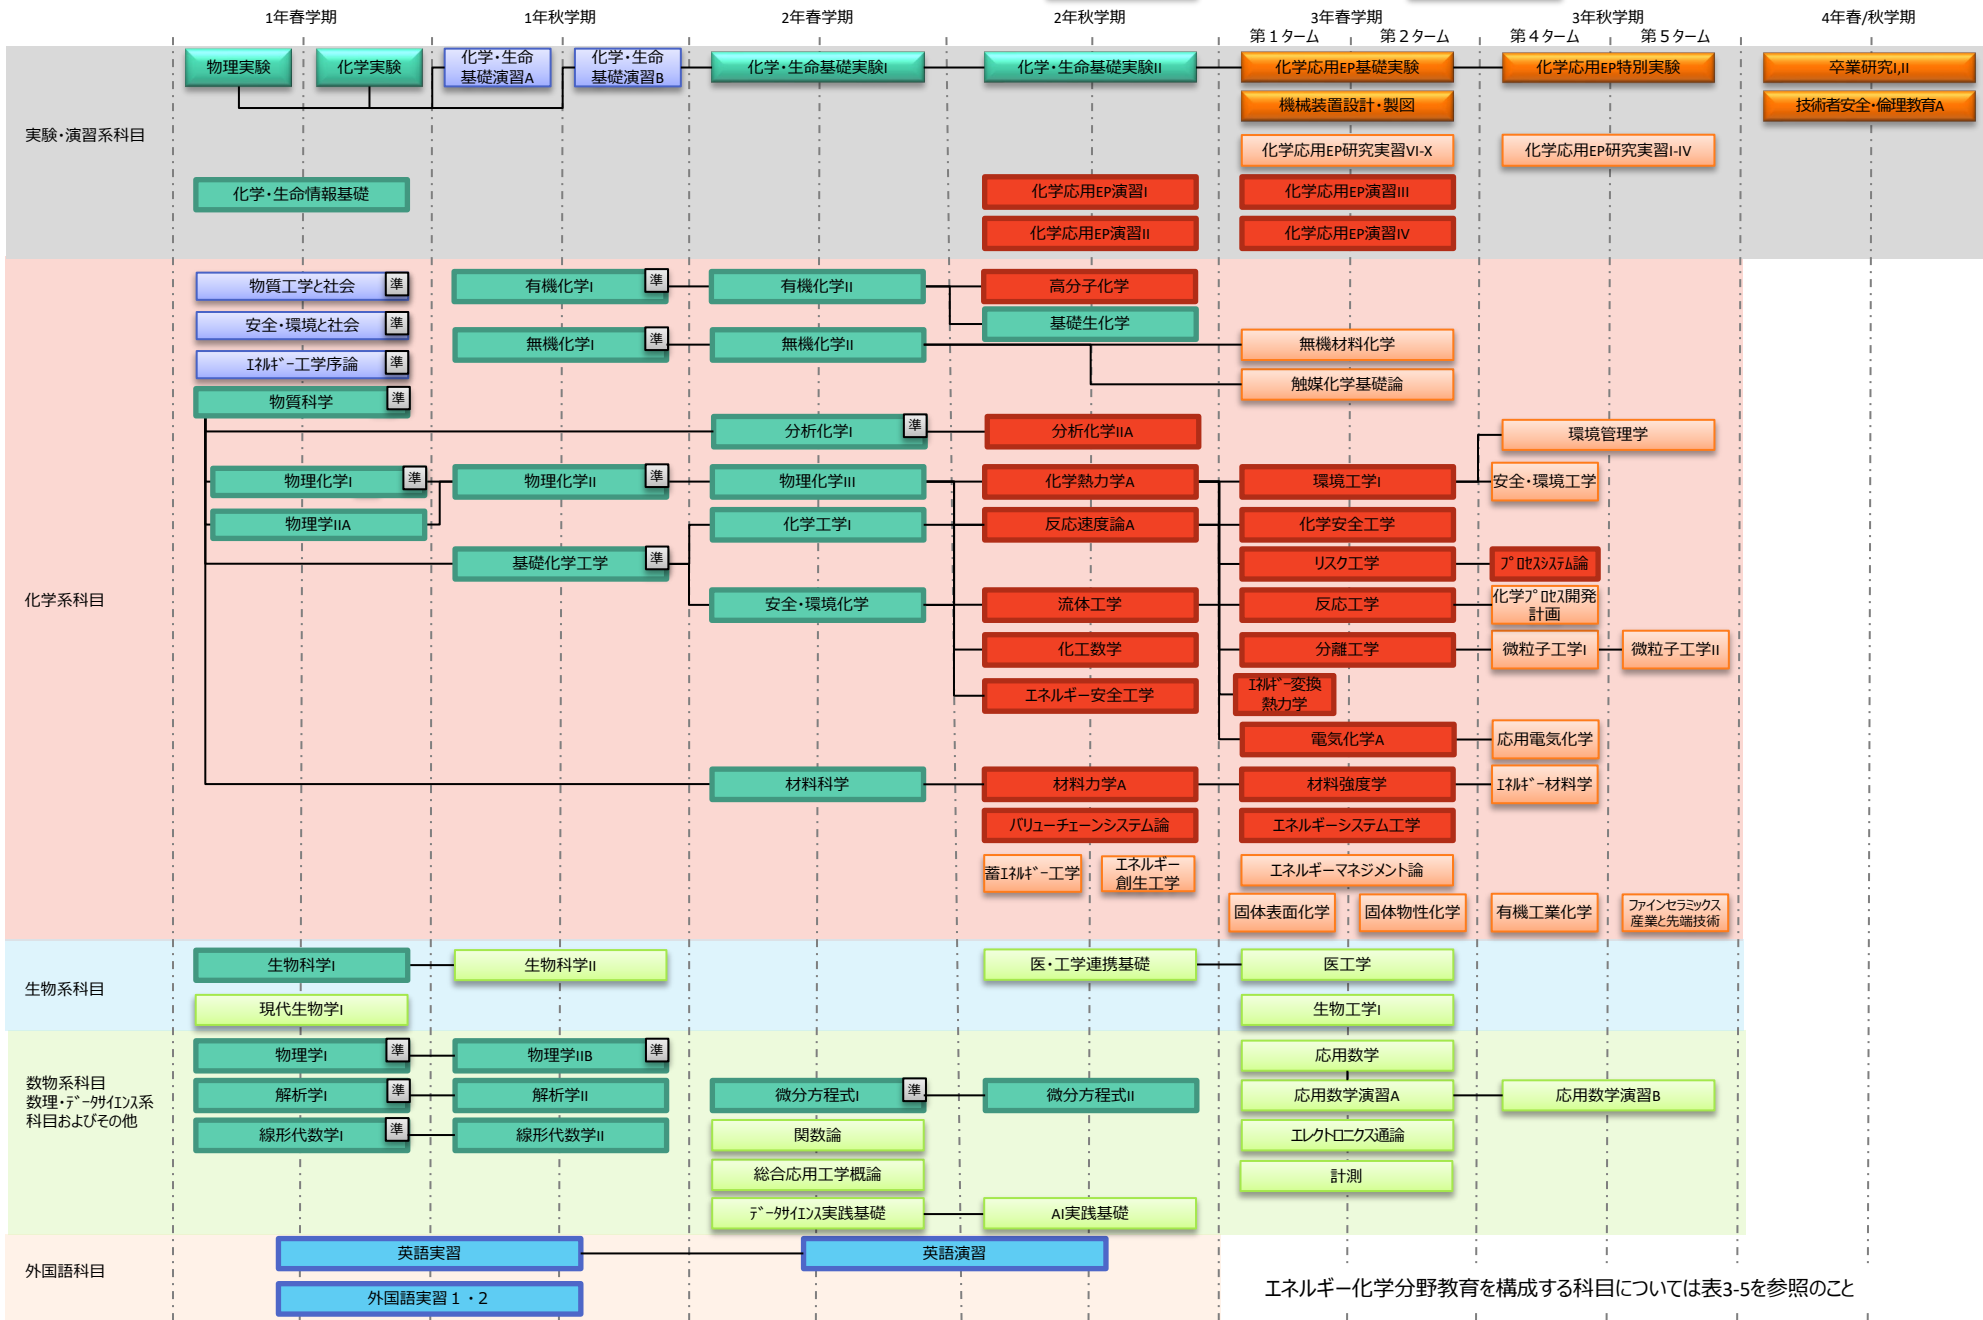 1年春学期
1年秋学期
2年春学期
2年秋学期
3年春学期
3年秋学期
4年春/秋学期
第１ターム
第２ターム
第４ターム
第５ターム
実験・演習系科目
物理実験
化学実験
化学・生命
基礎演習A
化学・生命
基礎演習B
化学・生命基礎実験I
化学・生命基礎実験II
化学応用EP基礎実験
化学応用EP特別実験
卒業研究I,II
機械装置設計・製図
技術者安全・倫理教育A
化学応用EP研究実習VI-X
化学応用EP研究実習I-IV
化学・生命情報基礎
化学応用EP演習I
化学応用EP演習III
化学応用EP演習II
化学応用EP演習IV
化学系科目
物質工学と社会 準
有機化学I 準
有機化学II
高分子化学
安全・環境と社会 準
基礎生化学
無機化学I 準
無機化学II
無機材料化学
ｴﾈﾙｷﾞｰ工学序論 準
触媒化学基礎論
物質科学 準
分析化学I 準
分析化学IIA
環境管理学
物理化学I 準
物理化学II 準
物理化学III
化学熱力学A
環境工学I
安全・環境工学
物理学IIA
化学工学I
反応速度論A
化学安全工学
基礎化学工学 準
リスク工学
ﾌﾟﾛｾｽｼｽﾃﾑ論
安全・環境化学
流体工学
反応工学
化学ﾌﾟﾛｾｽ開発
計画
化工数学
分離工学
微粒子工学I
微粒子工学II
エネルギー安全工学
ｴﾈﾙｷﾞｰ変換
熱力学
電気化学A
応用電気化学
材料科学
材料力学A
材料強度学
ｴﾈﾙｷﾞｰ材料学
バリューチェーンシステム論
エネルギーシステム工学
蓄ｴﾈﾙｷﾞｰ工学
エネルギー
創生工学
エネルギーマネジメント論
固体表面化学
固体物性化学
有機工業化学
ファインセラミックス
産業と先端技術
生物系科目
生物科学I
生物科学II
医・工学連携基礎
医工学
現代生物学I
生物工学I
数物系科目
数理・ﾃﾞｰﾀｻｲｴﾝｽ系
科目およびその他
物理学I 準
物理学IIB 準
応用数学
解析学I 準
解析学II
微分方程式I 準
微分方程式II
応用数学演習A
応用数学演習B
線形代数学I 準
線形代数学II
関数論
エレクトロニクス通論
総合応用工学概論
計測
ﾃﾞｰﾀｻｲｴﾝｽ実践基礎
AI実践基礎
外国語科目
英語実習
英語演習
外国語実習１・２
エネルギー化学分野教育を構成する科目については表3-5を参照のこと